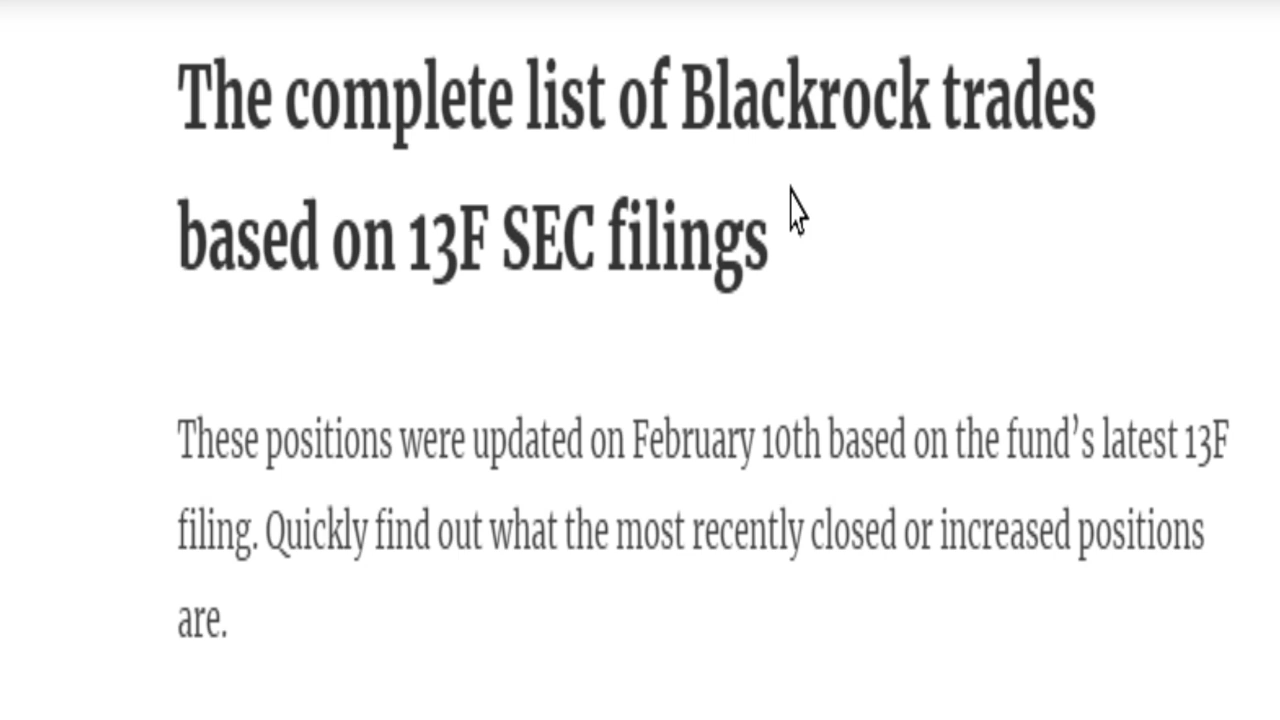 The complete list of Blackrock trades
based on 13F SEC filings
These positions were updated on February 10th based on the fund’s latest 13F
filing. Quickly find out what the most recently closed or increased positions
are.